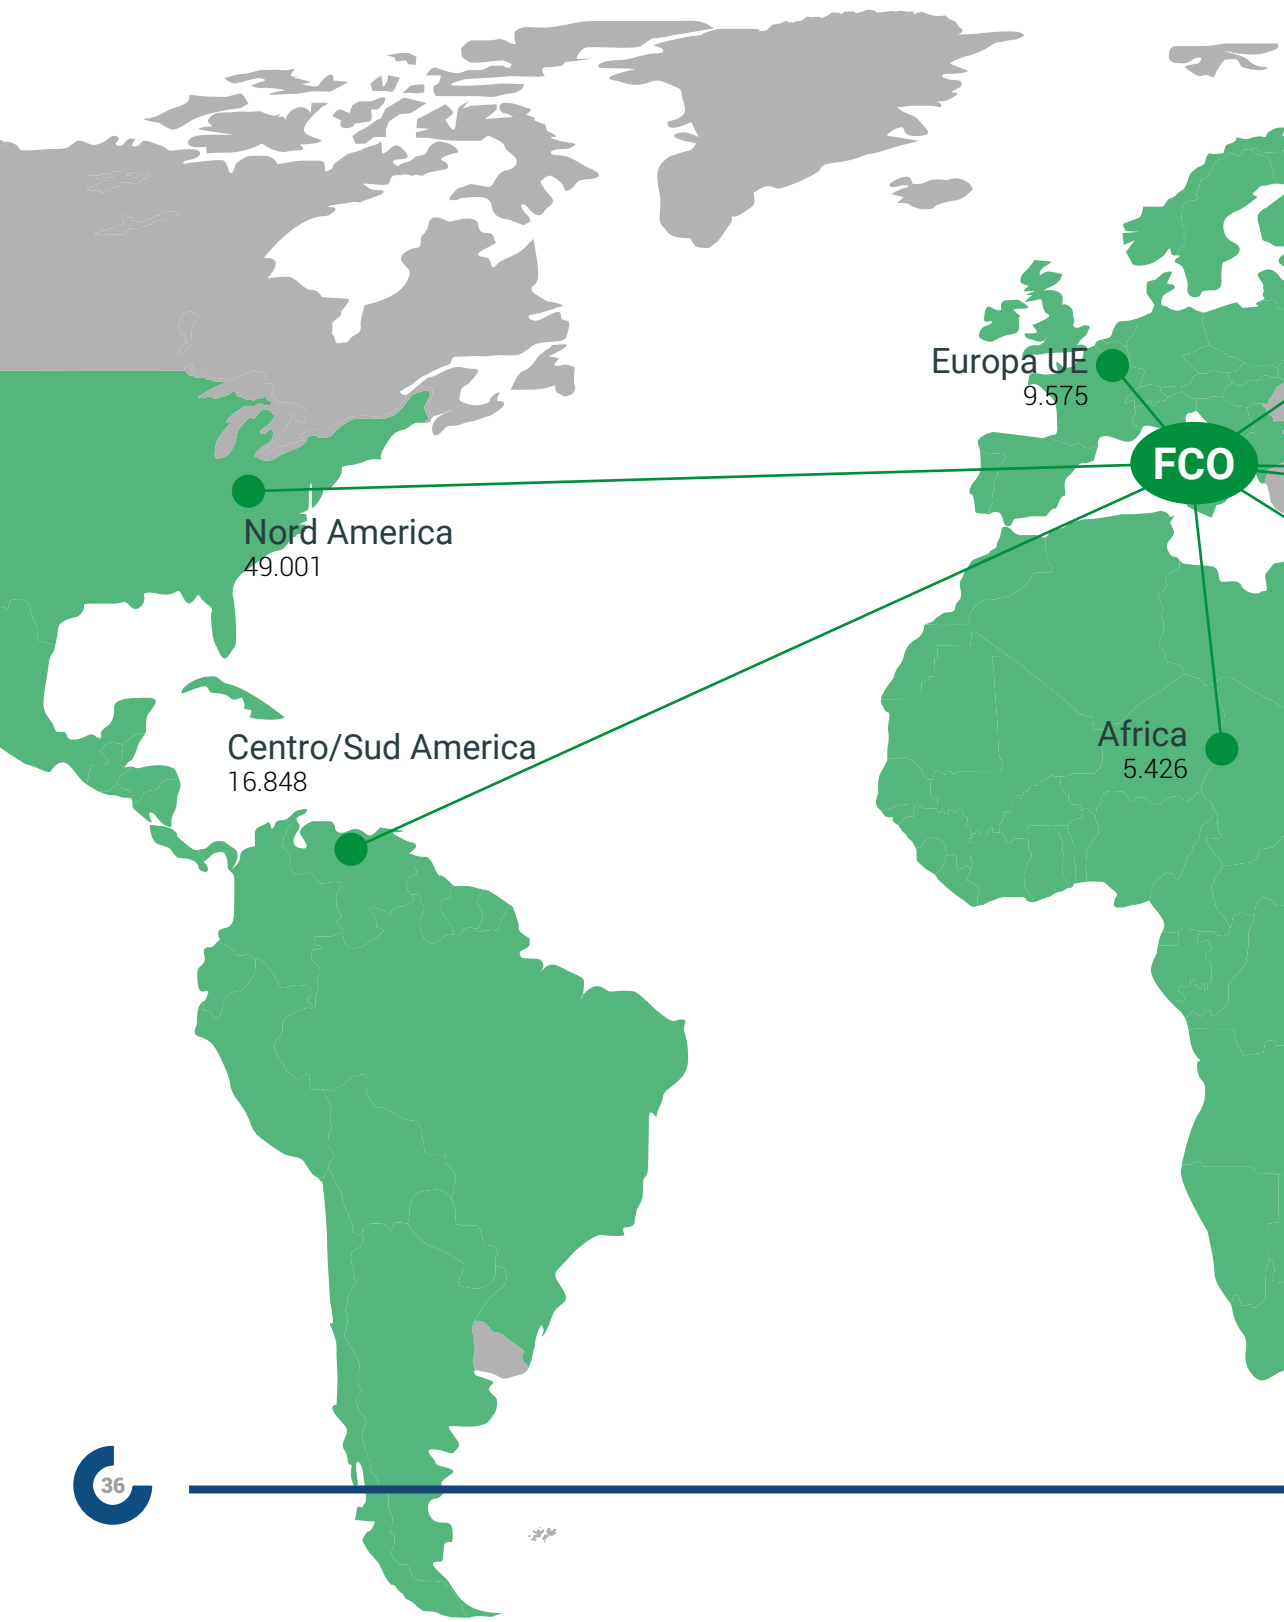 Europa UE
9.575
FCO
Nord America
49.001
Centro/Sud America
16.848
Africa
5.426
36